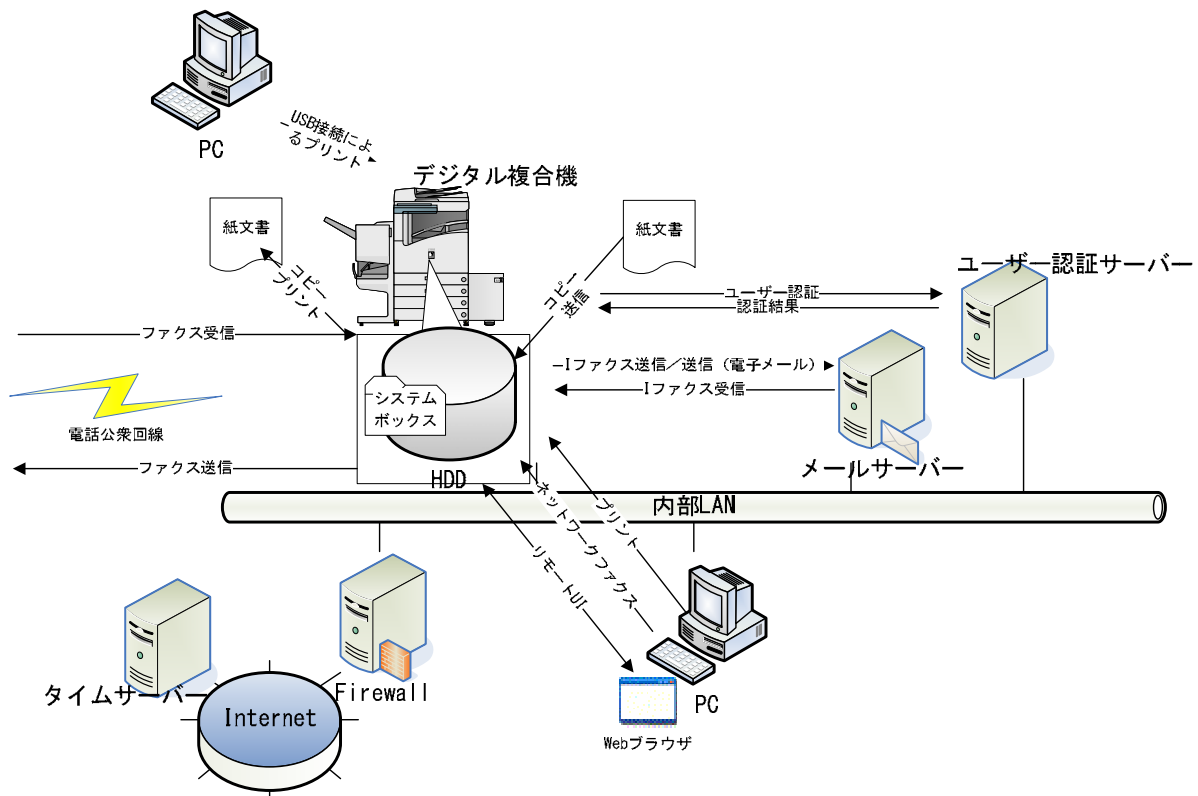 PC
USB接続によ
るプリント
デジタル複合機
紙文書
紙文書
コピー
プリント
コピー
送信
ユーザー認証サーバー
ユーザー認証
認証結果
ファクス受信
Iファクス送信/送信(電子メール)
Iファクス受信
システム
ボックス
電話公衆回線
ファクス送信
HDD
メールサーバー
内部LAN
ネットワークファクス
プリント
リモートUI
タイムサーバー
Firewall
Internet
PC
Webブラウザ